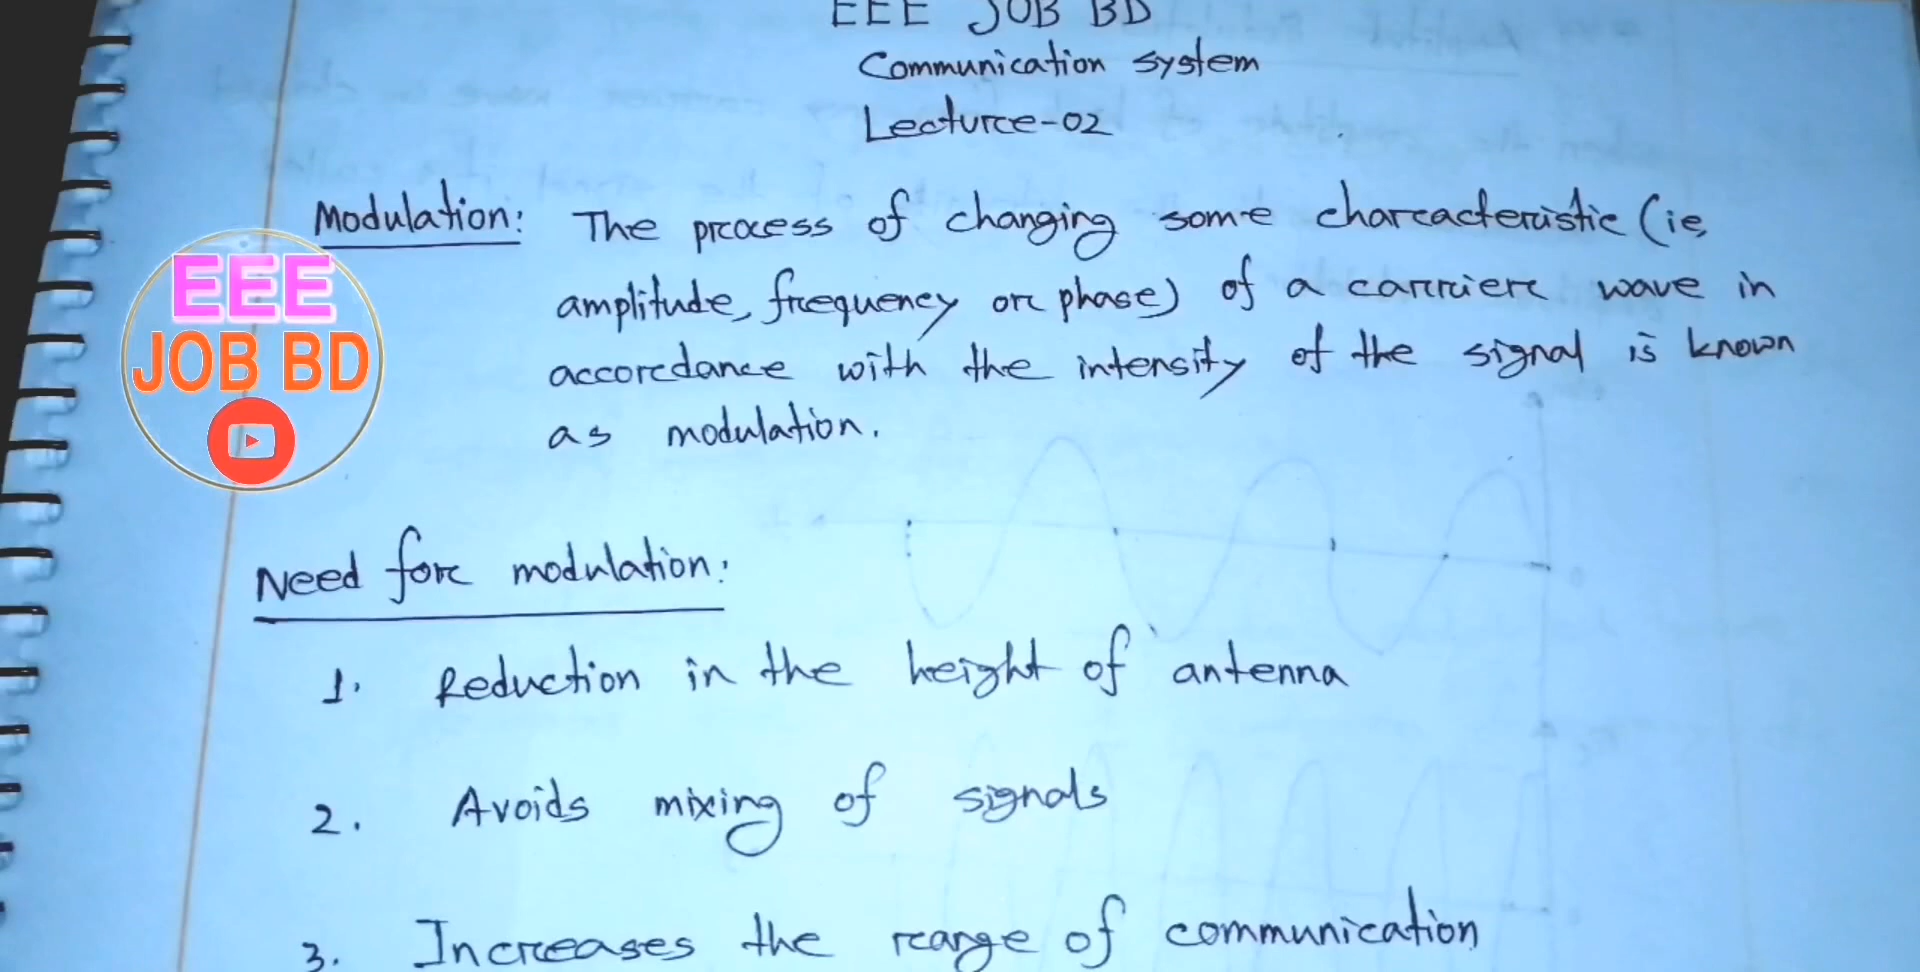 EEE JOB BD
Communication system
Lecture-02
Modulation: The process of changing some characteristic (ie,
amplitude, frequency or phase) of a carrier wave in
accordance with the intensity of the signal is known
as modulation.
EEE
JOB BD
Need for modulation:
1. Reduction in the height of antenna
2. Avoids mixing of signals
3. Increases the range of communication